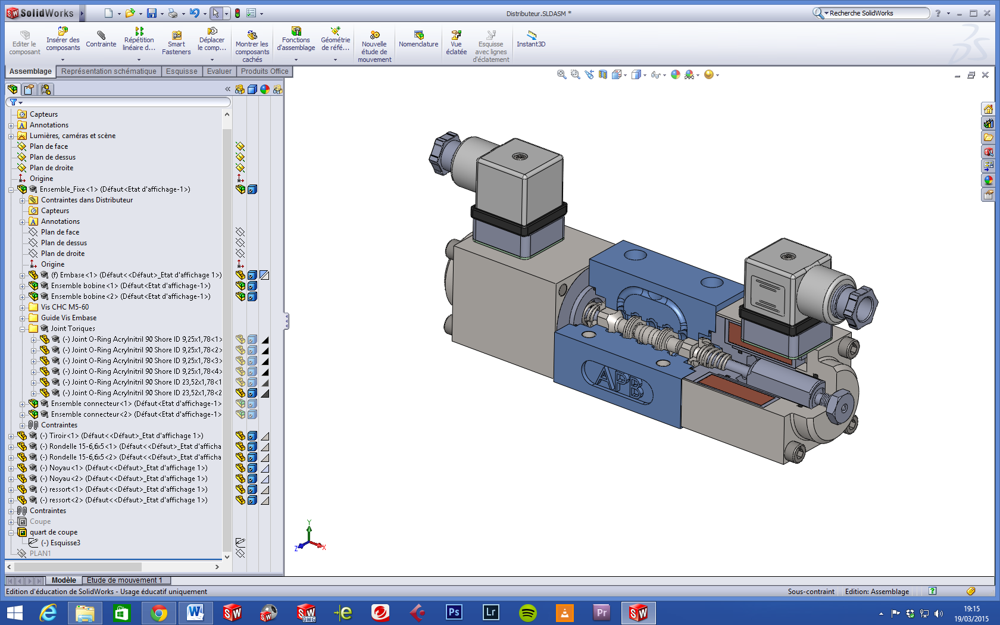 SolidWorks
Distributeur.SLDASM *
Recherche SolidWorks
Editer le composant
Insérer des composants
Contrainte
Répétition linéaire d...
Smart Fasteners
Déplacer le comp...
Montrer les composants cachés
Fonctions d'assemblage
Géométrie de réfé...
Nouvelle étude de mouvement
Nomenclature
Vue éclatée
Esquisse avec lignes d'éclatement
Instant3D
Assemblage
Représentation schématique
Esquisse
Evaluer
Produits Office
Capteurs
Annotations
Lumières, caméras et scène
Plan de face
Plan de dessus
Plan de droite
Origine
Ensemble_Fixe<1> (Défaut<Etat d'affichage-1>)
Contraintes dans Distributeur
Capteurs
Annotations
Plan de face
Plan de dessus
Plan de droite
Origine
(f) Embase<1> (Défaut<<Défaut>_Etat d'affichage 1>)
Ensemble bobine<1> (Défaut<Etat d'affichage-1>)
Ensemble bobine<2> (Défaut<Etat d'affichage-1>)
Vis CHC M5-60
Guide Vis Embase
Joint Toriques
(-) Joint O-Ring Acrylnitril 90 Shore ID 9,25x1,78<1>
(-) Joint O-Ring Acrylnitril 90 Shore ID 9,25x1,78<2>
(-) Joint O-Ring Acrylnitril 90 Shore ID 9,25x1,78<3>
(-) Joint O-Ring Acrylnitril 90 Shore ID 9,25x1,78<4>
(-) Joint O-Ring Acrylnitril 90 Shore ID 23,52x1,78<1
(-) Joint O-Ring Acrylnitril 90 Shore ID 23,52x1,78<2
Ensemble connecteur<1> (Défaut<Etat d'affichage-1>
Ensemble connecteur<2> (Défaut<Etat d'affichage-1>
Contraintes
(-) Tiroir<1> (Défaut<<Défaut>_Etat d'affichage 1>)
(-) Rondelle 15-6,6x5<1> (Défaut<<Défaut>_Etat d'afficha
(-) Rondelle 15-6,6x5<2> (Défaut<<Défaut>_Etat d'afficha
(-) Noyau<1> (Défaut<<Défaut>_Etat d'affichage 1>)
(-) Noyau<2> (Défaut<<Défaut>_Etat d'affichage 1>)
(-) ressort<1> (Défaut<<Défaut>_Etat d'affichage 1>)
(-) ressort<2> (Défaut<<Défaut>_Etat d'affichage 1>)
Contraintes
Coupe
quart de coupe
(-) Esquisse3
PLAN1
APB
Y
Z
X
Modèle
Etude de mouvement 1
Edition d'éducation de SolidWorks - Usage éducatif uniquement
Sous-contraint
Edition: Assemblage
SW
SW
SW
DWG
Ps
Lr
Pr
SW
19:15
19/03/2015